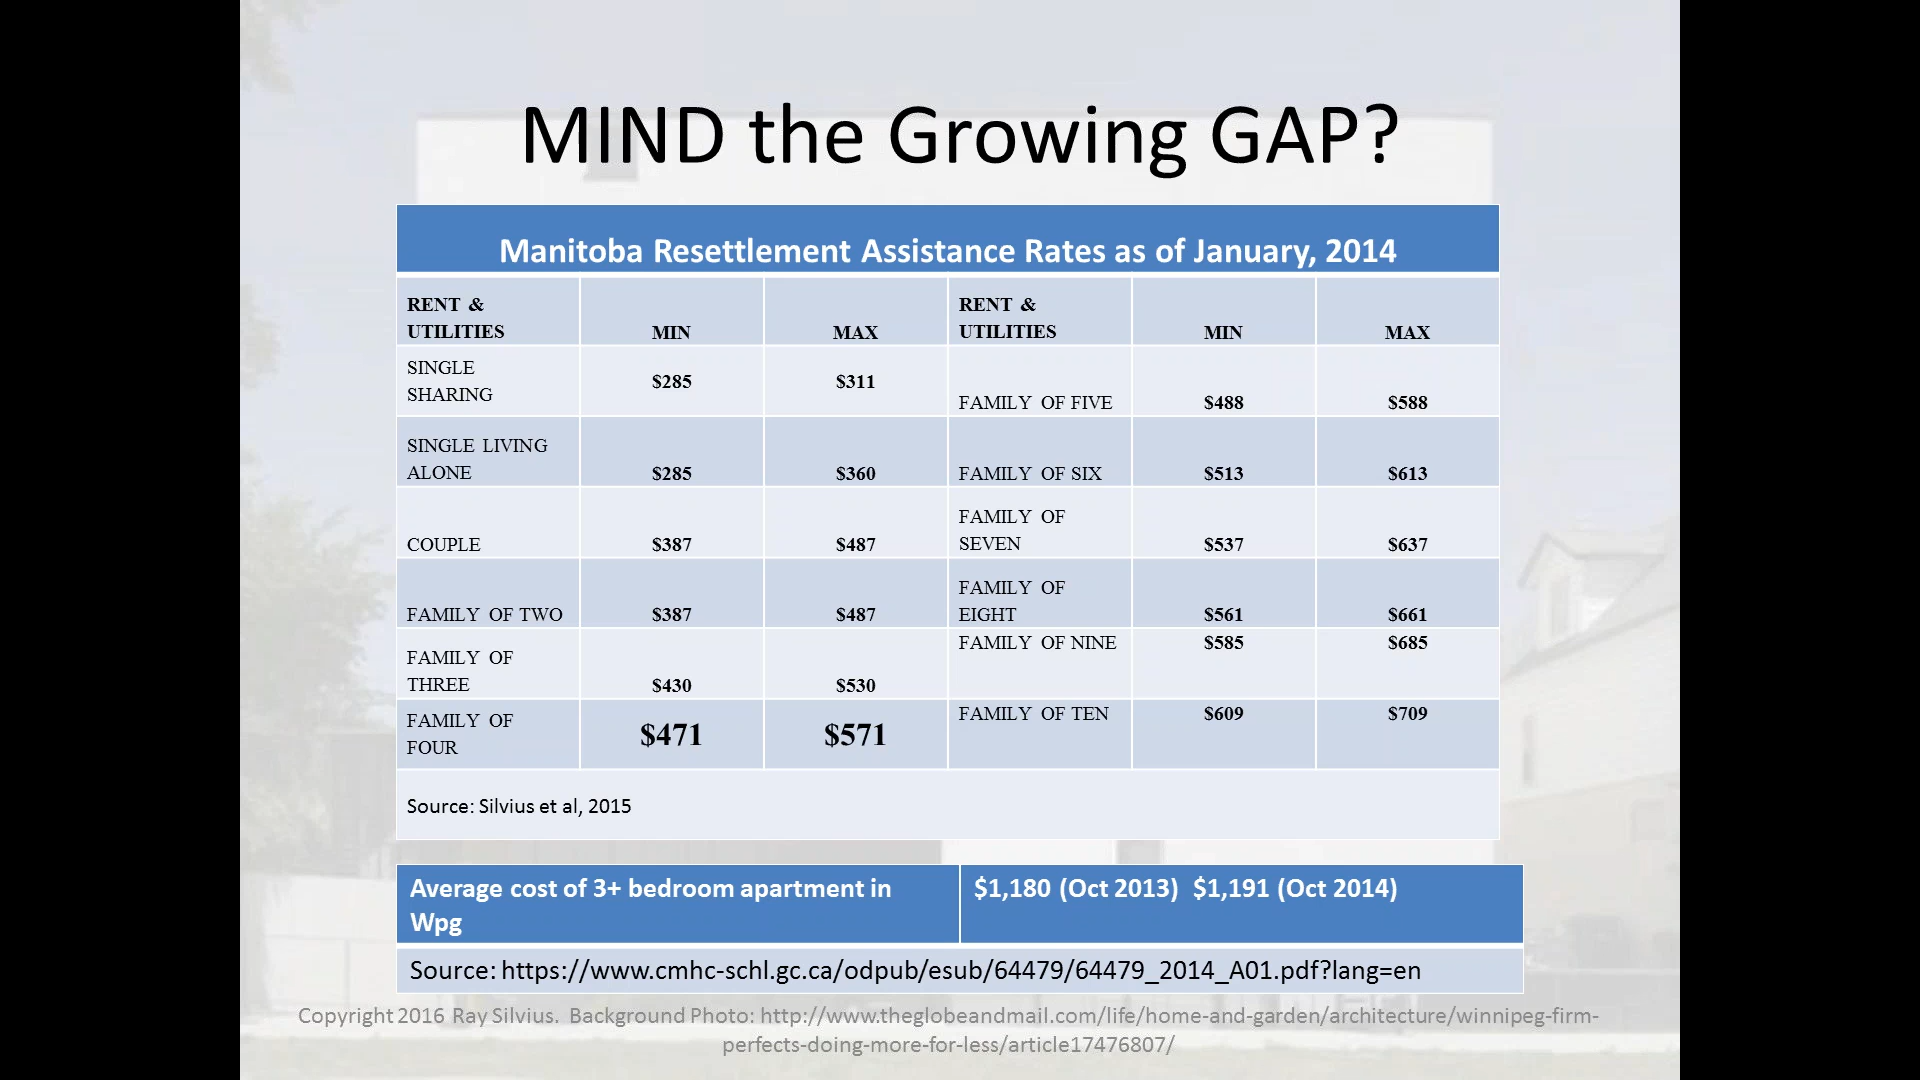 MIND the Growing GAP?
Manitoba Resettlement Assistance Rates as of January, 2014
RENT & UTILITIES MIN MAX RENT & UTILITIES MIN MAX
SINGLE SHARING $285 $311 FAMILY OF FIVE $488 $588
SINGLE LIVING ALONE $285 $360 FAMILY OF SIX $513 $613
COUPLE $387 $487 FAMILY OF SEVEN $537 $637
FAMILY OF TWO $387 $487 FAMILY OF EIGHT $561 $661
FAMILY OF THREE $430 $530 FAMILY OF NINE $585 $685
FAMILY OF FOUR $471 $571 FAMILY OF TEN $609 $709
Source: Silvius et al, 2015
Average cost of 3+ bedroom apartment in Wpg $1,180 (Oct 2013) $1,191 (Oct 2014)
Source: https://www.cmhc-schl.gc.ca/odpub/esub/64479/64479_2014_A01.pdf?lang=en
Copyright 2016 Ray Silvius. Background Photo: http://www.theglobeandmail.com/life/home-and-garden/architecture/winnipeg-firm-
perfects-doing-more-for-less/article17476807/